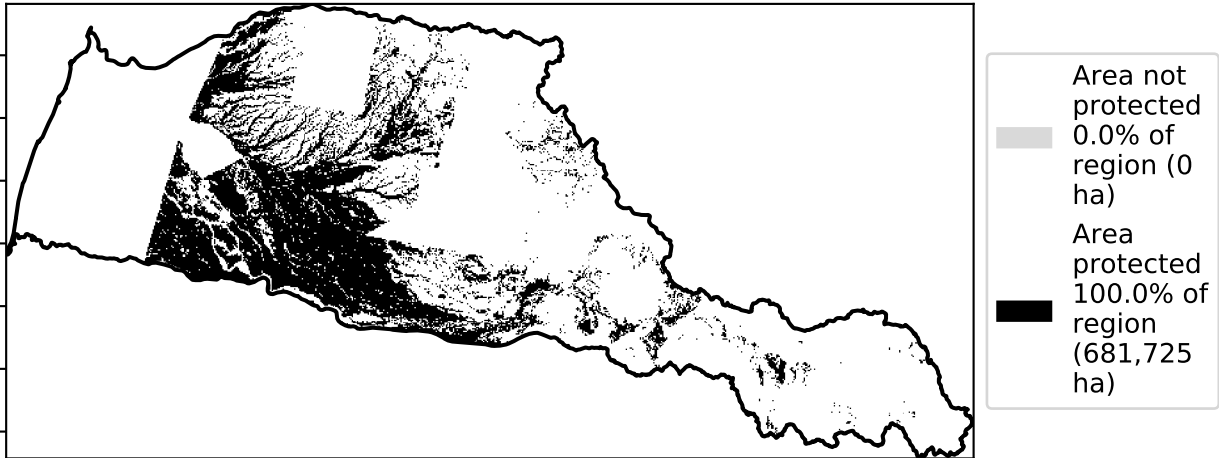 Area not
protected
0.0% of
region (0
ha)
Area
protected
100.0% of
region
(681,725
ha)